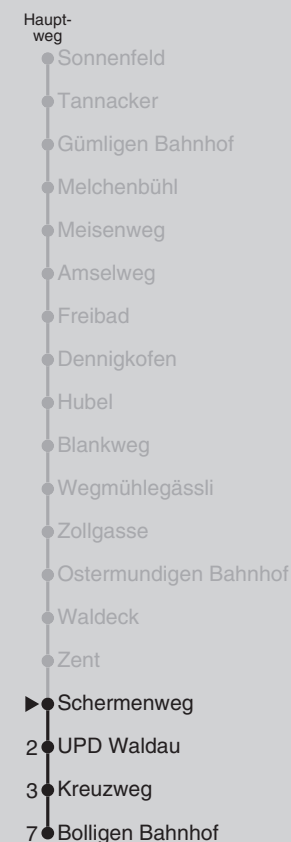 Haupt-
weg
Sonnenfeld
Tannacker
Gümligen Bahnhof
Melchenbühl
Meisenweg
Amselweg
Freibad
Dennigkofen
Hubel
Blankweg
Wegmühlegässli
Zollgasse
Ostermundigen Bahnhof
Waldeck
Zent
Schermenweg
2 UPD Waldau
3 Kreuzweg
7 Bolligen Bahnhof